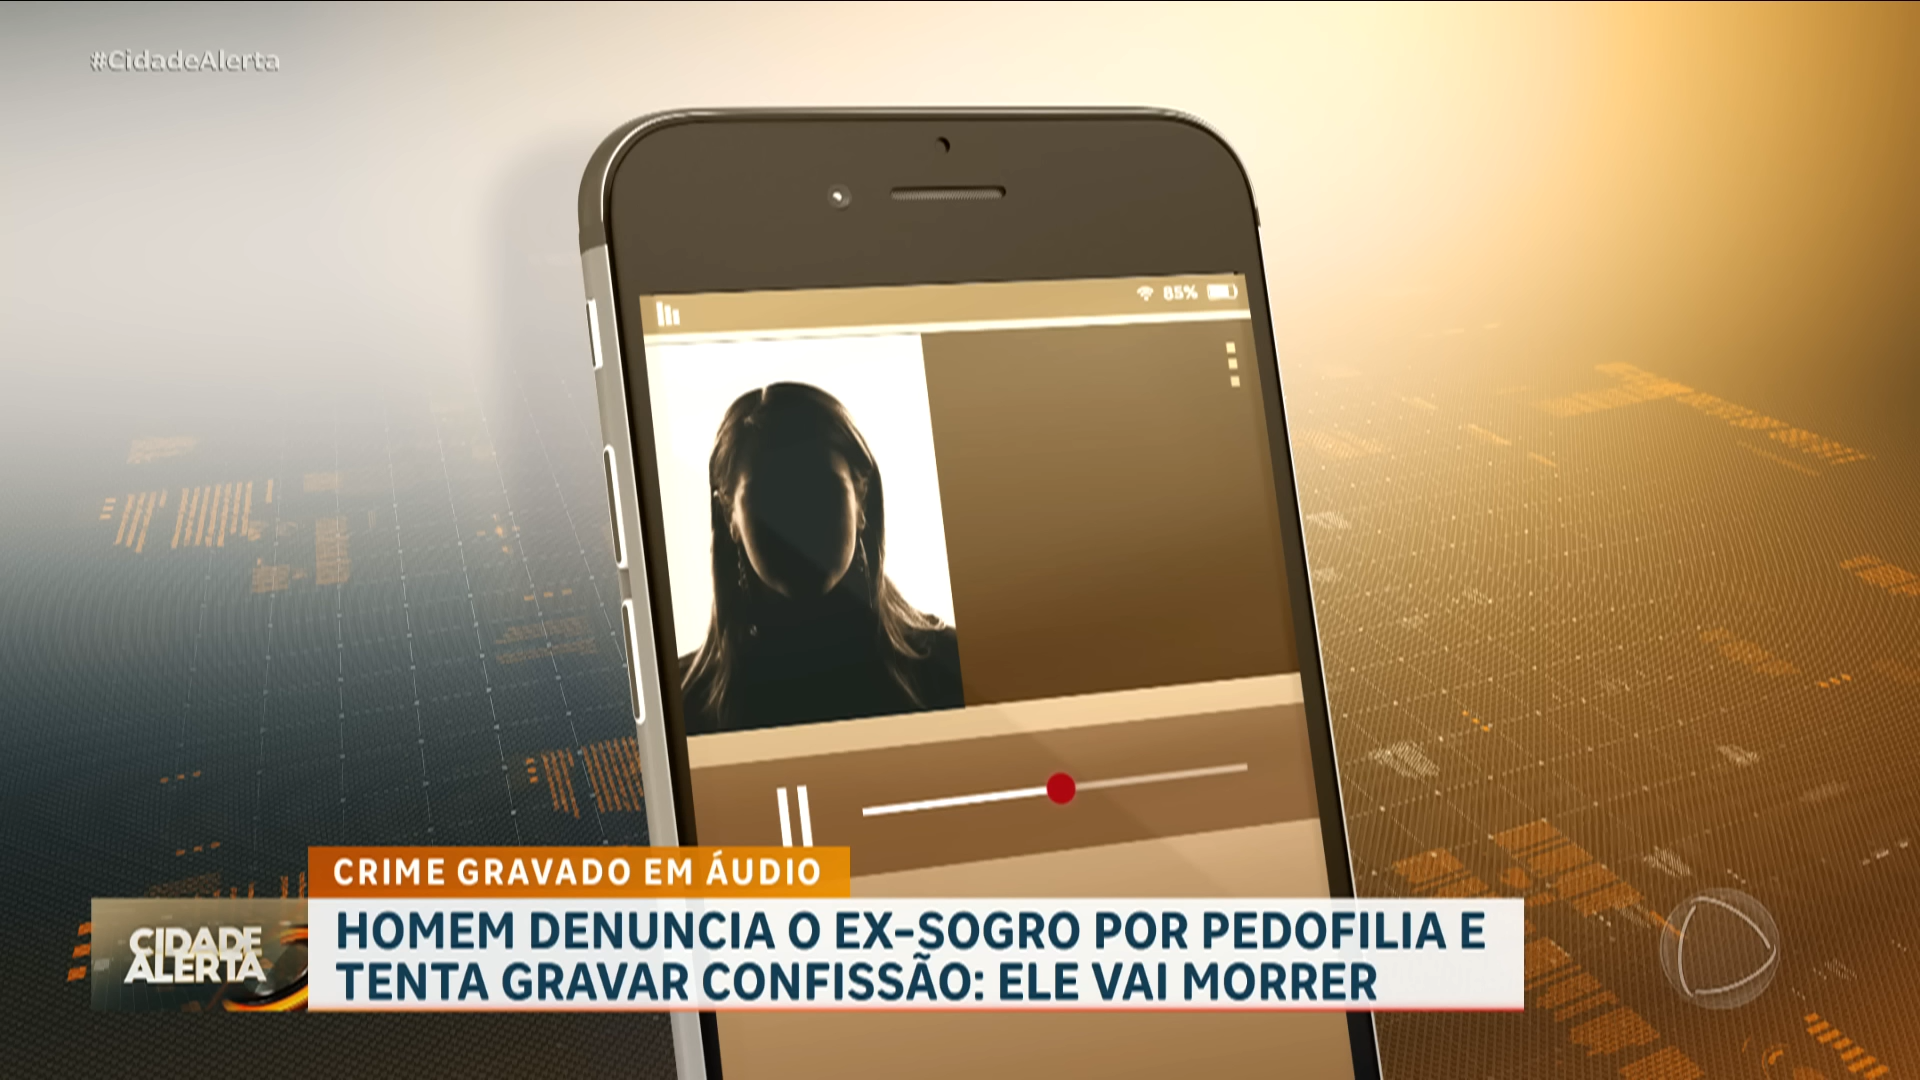 #CidadeAlerta
85%
CRIME GRAVADO EM ÁUDIO
CIDADE
ALERTA
HOMEM DENUNCIA O EX-SOGRO POR PEDOFILIA E
TENTA GRAVAR CONFISSÃO: ELE VAI MORRER